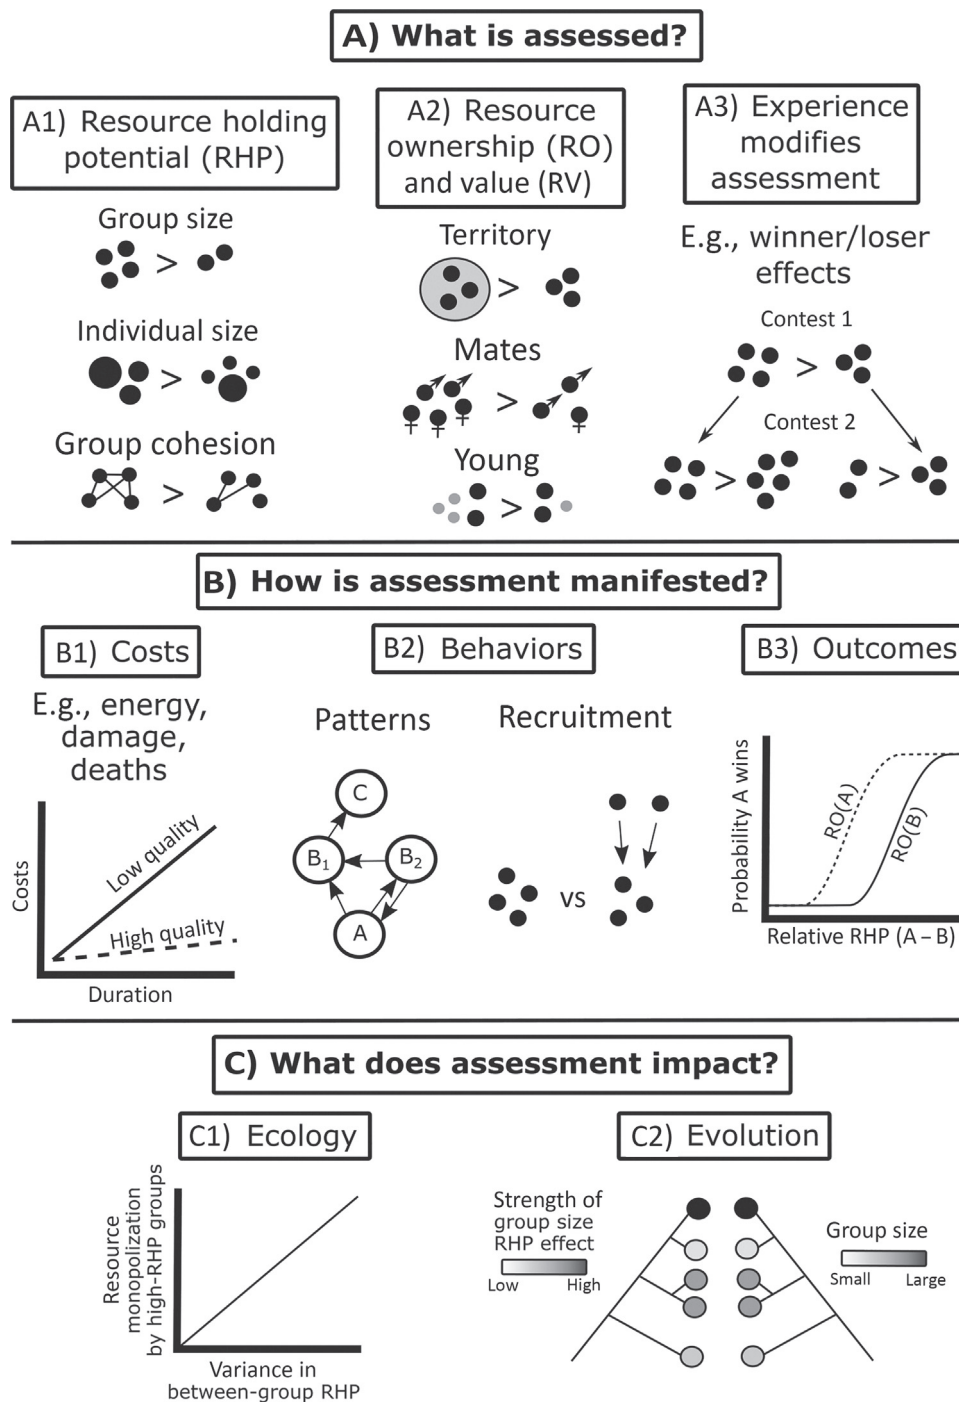 A) What is assessed?
A1) Resource holding
potential (RHP)
Group size
>
Individual size
>
Group cohesion
>
A2) Resource
ownership (RO)
and value (RV)
Territory
>
Mates
>
Young
>
A3) Experience
modifies
assessment
E.g., winner/loser
effects
Contest 1
>
Contest 2
>
>
B) How is assessment manifested?
B1) Costs
E.g., energy,
damage,
deaths
Costs
Low quality
High quality
Duration
B2) Behaviors
Patterns
C
B₁
B₂
A
Recruitment
vs
B3) Outcomes
Probability A wins
RO(A)
RO(B)
Relative RHP (A – B)
C) What does assessment impact?
C1) Ecology
Resource
monopolization
by high-RHP groups
Variance in
between-group RHP
C2) Evolution
Strength of
group size
RHP effect
Low High
Group size
Small Large